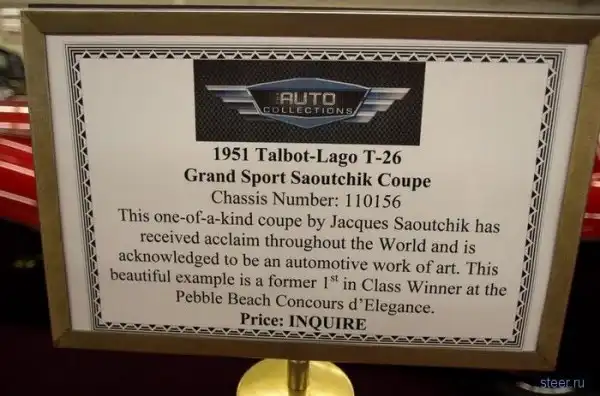 THE AUTO
COLLECTIONS
1951 Talbot-Lago T-26
Grand Sport Saoutchik Coupe
Chassis Number: 110156
This one-of-a-kind coupe by Jacques Saoutchik has
received acclaim throughout the World and is
acknowledged to be an automotive work of art. This
beautiful example is a former 1st in Class Winner at the
Pebble Beach Concours d'Elegance.
Price: INQUIRE
steer.ru